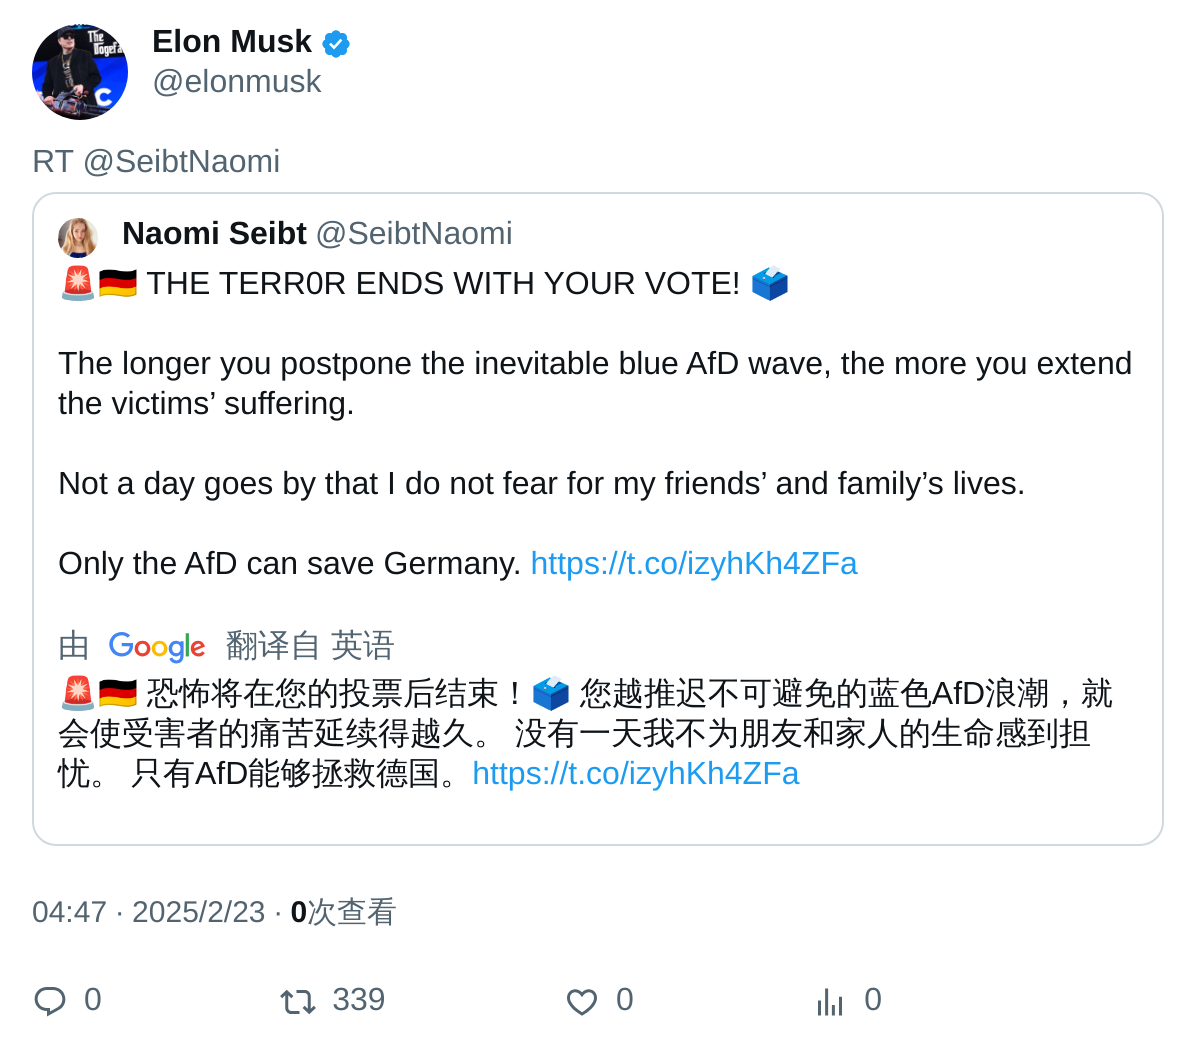 Elon Musk
@elonmusk
RT @SeibtNaomi
Naomi Seibt @SeibtNaomi
🚨🇩🇪 THE TERR0R ENDS WITH YOUR VOTE! 🗳️
The longer you postpone the inevitable blue AfD wave, the more you extend
the victims’ suffering.
Not a day goes by that I do not fear for my friends’ and family’s lives.
Only the AfD can save Germany. https://t.co/izyhKh4ZFa
由 Google 翻译自 英语
🚨🇩🇪 恐怖将在您的投票后结束！🗳️ 您越推迟不可避免的蓝色AfD浪潮，就
会使受害者的痛苦延续得越久。 没有一天我不为朋友和家人的生命感到担
忧。 只有AfD能够拯救德国。https://t.co/izyhKh4ZFa
04:47 · 2025/2/23 · 0次查看
0 339 0 0